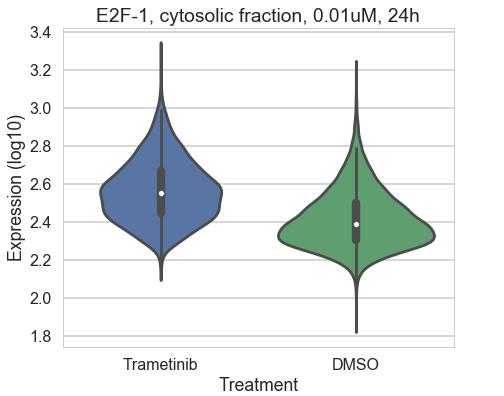 E2F-1, cytosolic fraction, 0.01uM, 24h
Expression (log10)
3.4
3.2
3.0
2.8
2.6
2.4
2.2
2.0
1.8
Trametinib DMSO
Treatment